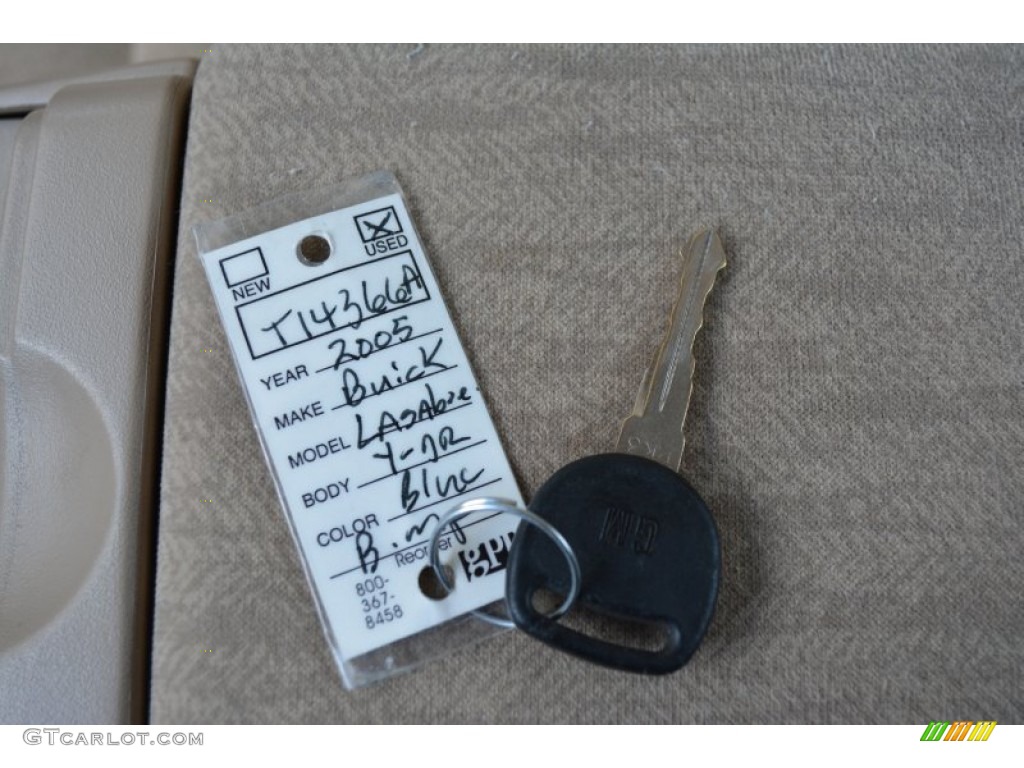 USED
NEW
T14366A
YEAR 2005
MAKE Buick
MODEL LASAbre
BODY 4-DR
COLOR Blue
Reorder
800-
367-
8458
GM
GTCARLOT.COM